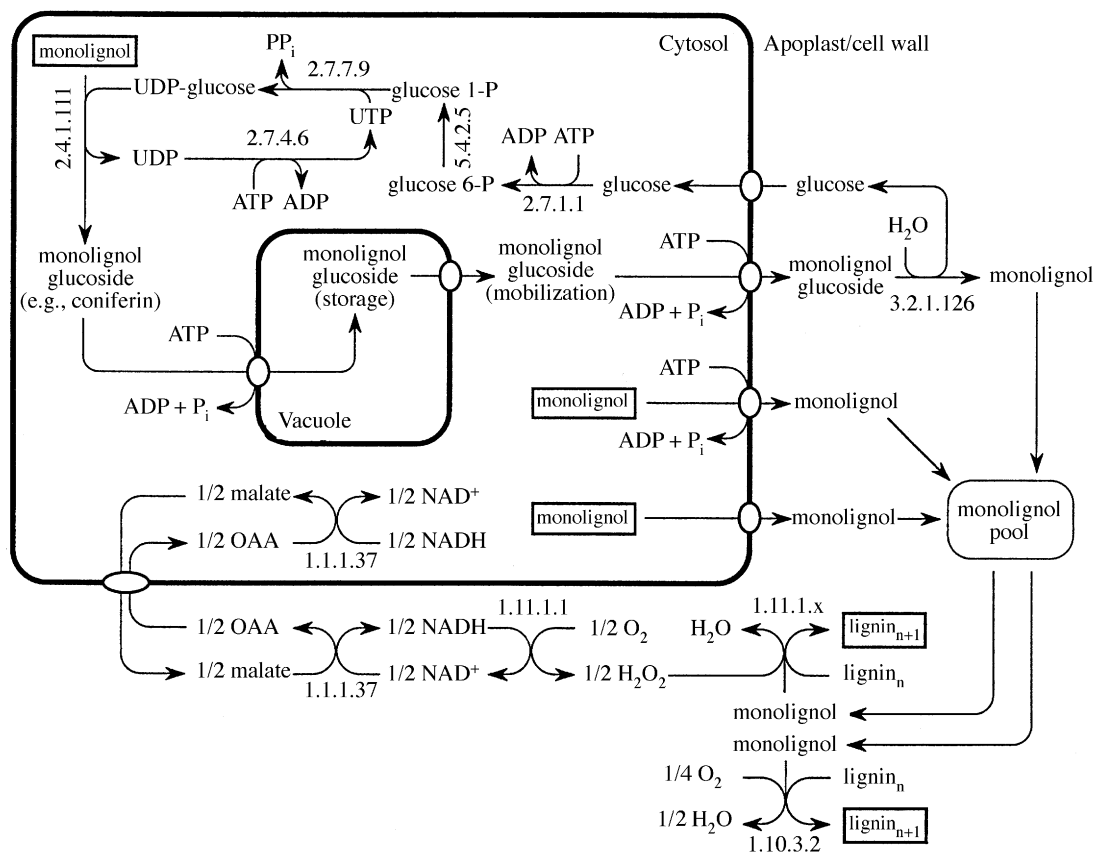 Cytosol
Apoplast/cell wall
monolignol
PPi
2.7.7.9
UDP-glucose
glucose 1-P
2.4.1.111
UTP
2.7.4.6
5.4.2.5
ADP ATP
UDP
glucose 6-P
glucose
glucose
2.7.1.1
ATP ADP
H2O
monolignol
glucoside
(e.g., coniferin)
monolignol
glucoside
(storage)
monolignol
glucoside
(mobilization)
ATP
ADP + Pi
monolignol
glucoside
monolignol
3.2.1.126
ATP
ADP + Pi
Vacuole
ATP
monolignol
monolignol
ADP + Pi
1/2 malate
1/2 NAD+
1/2 OAA
1/2 NADH
1.1.1.37
monolignol
monolignol
monolignol
pool
1.11.1.1
1.11.1.x
1/2 OAA
1/2 NADH
1/2 O2
H2O
ligninn+1
1/2 malate
1/2 NAD+
1/2 H2O2
ligninn
1.1.1.37
monolignol
monolignol
1/4 O2
ligninn
1/2 H2O
ligninn+1
1.10.3.2